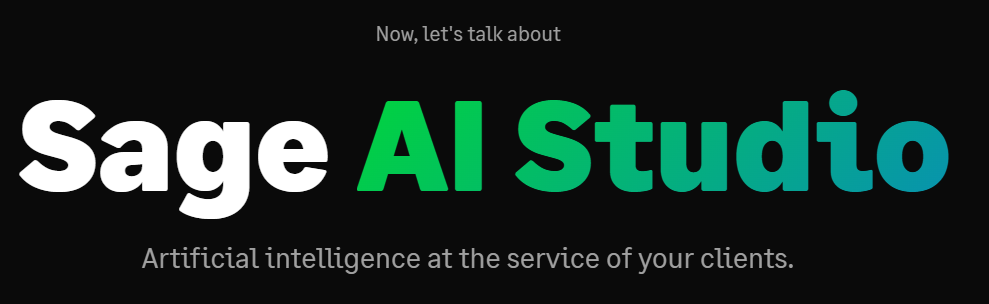 Now, let's talk about
Sage AI Studio
Artificial intelligence at the service of your clients.